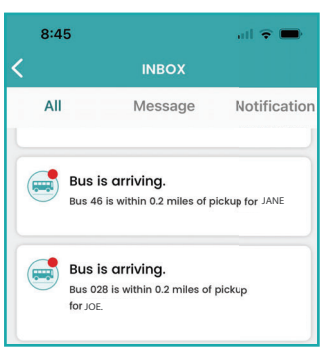 8:45
INBOX
All Message Notification
Bus is arriving.
Bus 46 is within 0.2 miles of pickup for JANE
Bus is arriving.
Bus 028 is within 0.2 miles of pickup
for JOE.